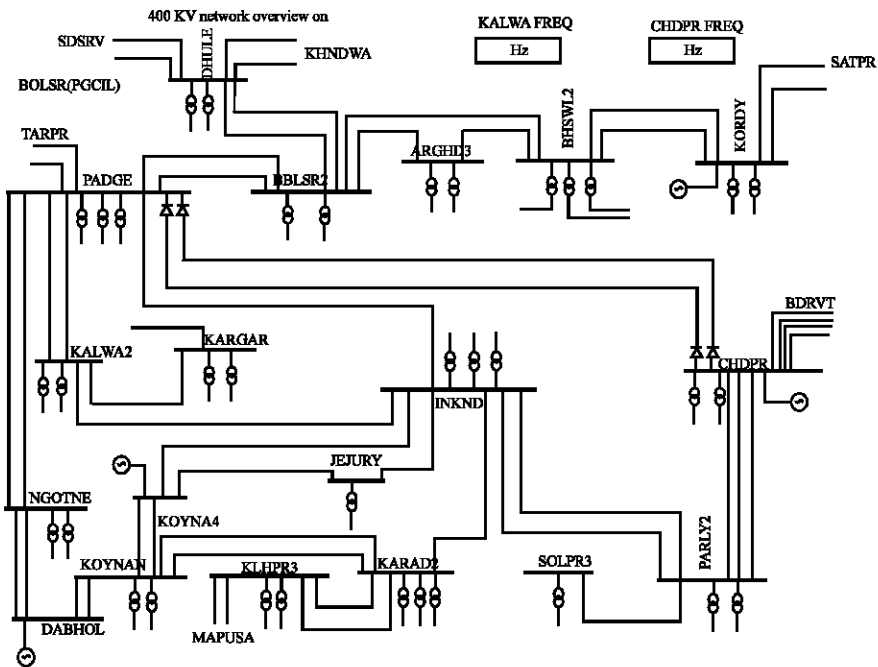 400 KV network overview on
KALWA FREQ
CHDPR FREQ
SDSRV
DHULE
KHNDWA
Hz
Hz
SATPR
BOLSR(PGCIL)
BHSWL2
KORDY
TARPR
ARGHD3
PADGE
BBLSR2
S
BDRVT
KARGAR
KALWA2
CHDPR
INKND
S
JEJURY
S
NGOTNE
KOYNA4
PARLY2
KOYNAN
KLHPR3
KARAD2
SOLPR3
MAPUSA
DABHOL
S